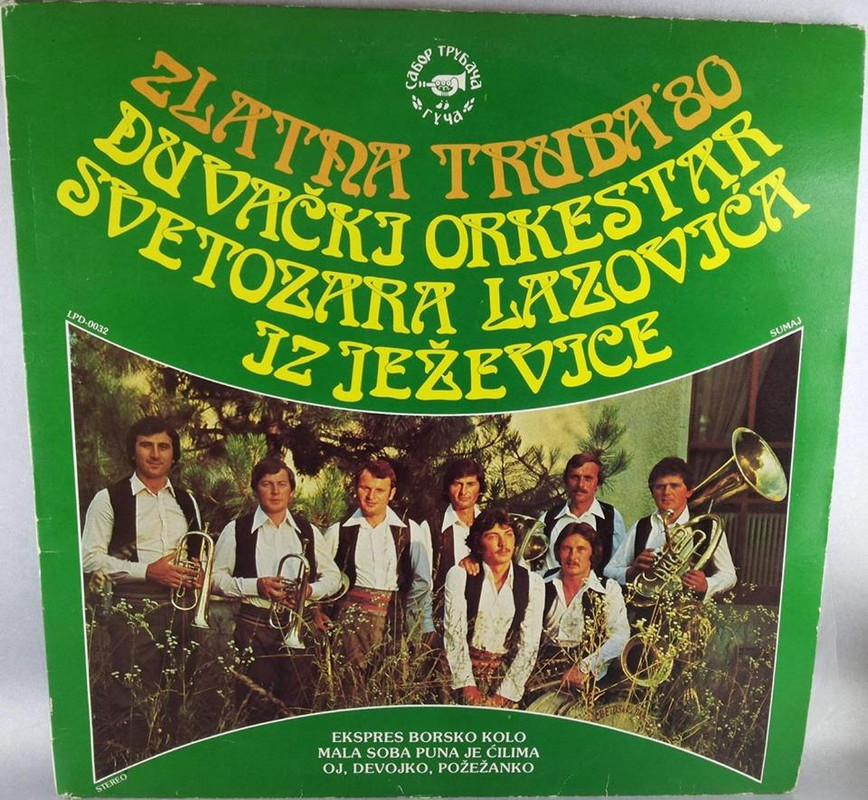 САБОР ТРУБАЧА
ГУЧА
ZLATNA TRUBA '80
DUVAČKI ORKESTAR
SVETOZARA LAZOVIĆA
IZ JEŽEVICE
LPD-0032
SUMAJ
STEREO
EKSPRES BORSKO KOLO
MALA SOBA PUNA JE ĆILIMA
OJ, DEVOJKO, POŽEŽANKO